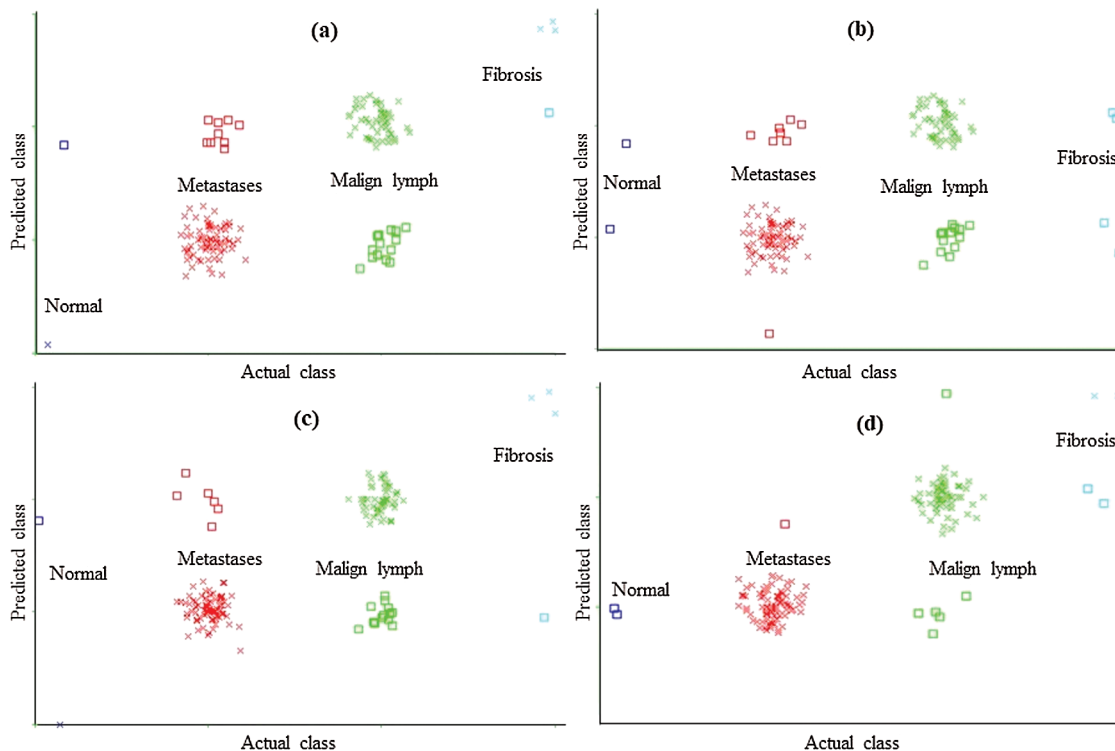 (a)
Fibrosis
Metastases
Malign lymph
Normal
Predicted class
Actual class
(b)
Fibrosis
Normal
Metastases
Malign lymph
Predicted class
Actual class
(c)
Fibrosis
Normal
Metastases
Malign lymph
Predicted class
Actual class
(d)
Fibrosis
Normal
Metastases
Malign lymph
Predicted class
Actual class